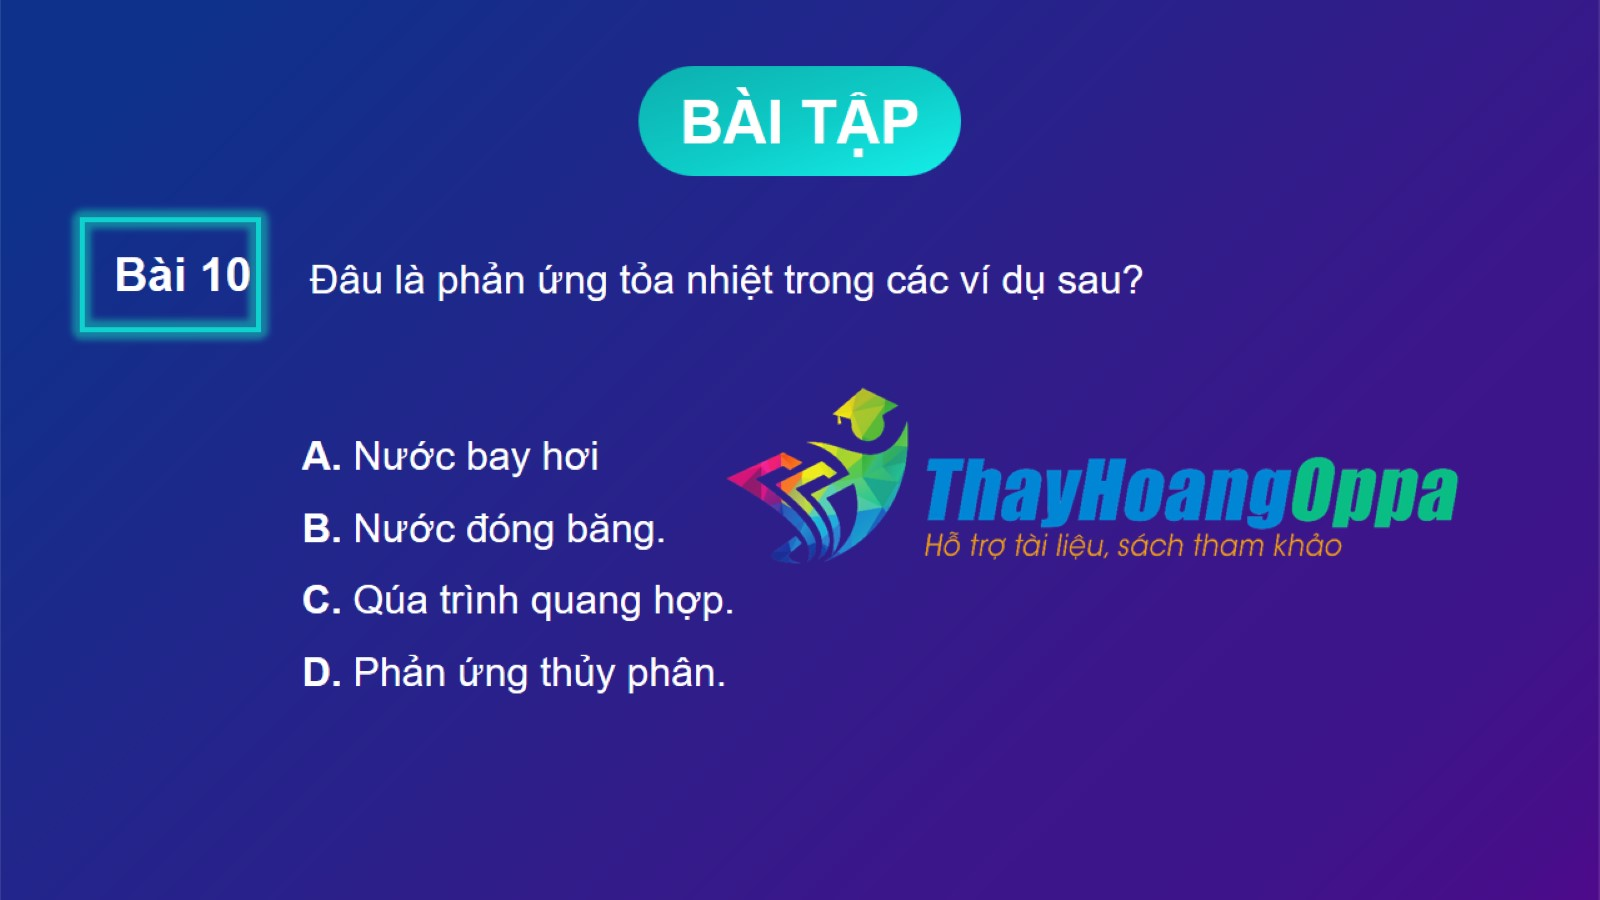 BÀI TẬP
Bài 10
Đâu là phản ứng tỏa nhiệt trong các ví dụ sau?
A. Nước bay hơi
B. Nước đóng băng.
C. Qúa trình quang hợp.
D. Phản ứng thủy phân.
ThayHoangOppa
Hỗ trợ tài liệu, sách tham khảo